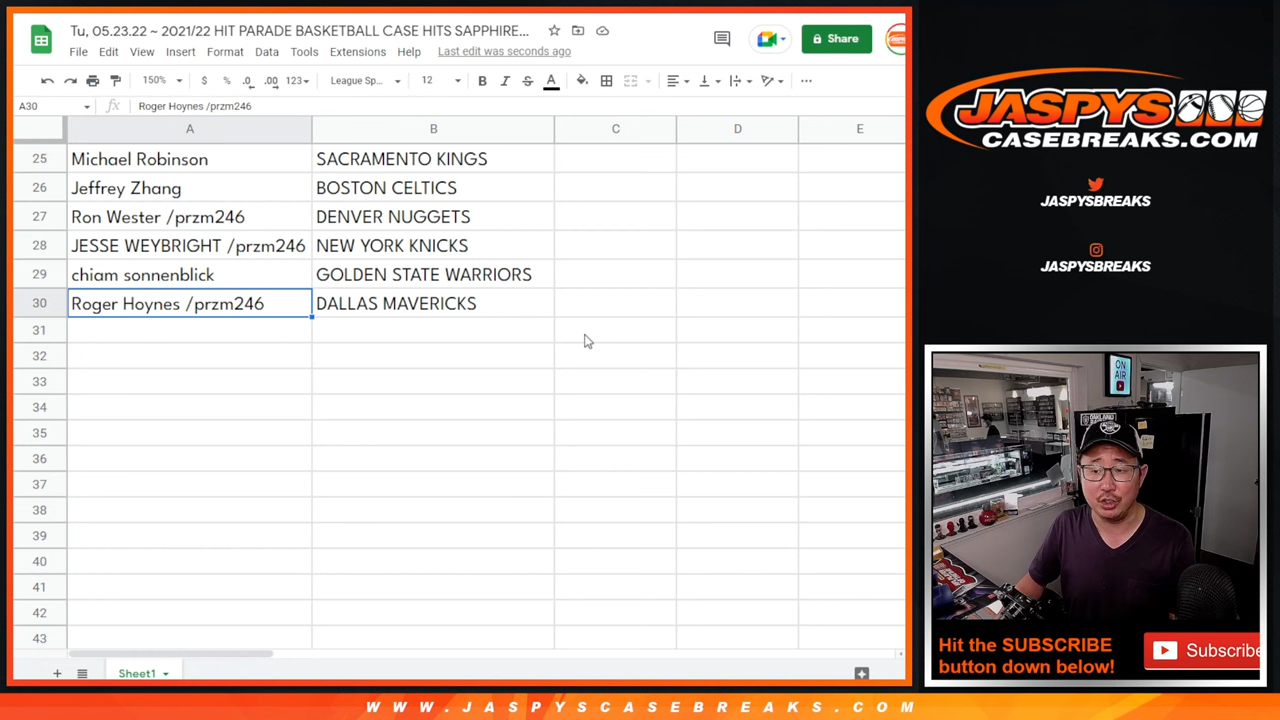 Tu, 05.23.22 ~ 2021/22 HIT PARADE BASKETBALL CASE HITS SAPPHIRE...
File Edit View Insert Format Data Tools Extensions Help Last edit was seconds ago
Share
150% $ % .0 .00 123 League Sp... 12 B I S A
A30 fx Roger Hoynes /przm246
A B C D E
25 Michael Robinson SACRAMENTO KINGS
26 Jeffrey Zhang BOSTON CELTICS
27 Ron Wester /przm246 DENVER NUGGETS
28 JESSE WEYBRIGHT /przm246 NEW YORK KNICKS
29 chiam sonnenblick GOLDEN STATE WARRIORS
30 Roger Hoynes /przm246 DALLAS MAVERICKS
31
32
33
34
35
36
37
38
39
40
41
42
43
Sheet1
JASPYS
CASEBREAKS.COM
JASPYSBREAKS
JASPYSBREAKS
ON
AIR
OAKLAND
Hit the SUBSCRIBE
button down below!
Subscribe
WWW.JASPYSCASEBREAKS.COM